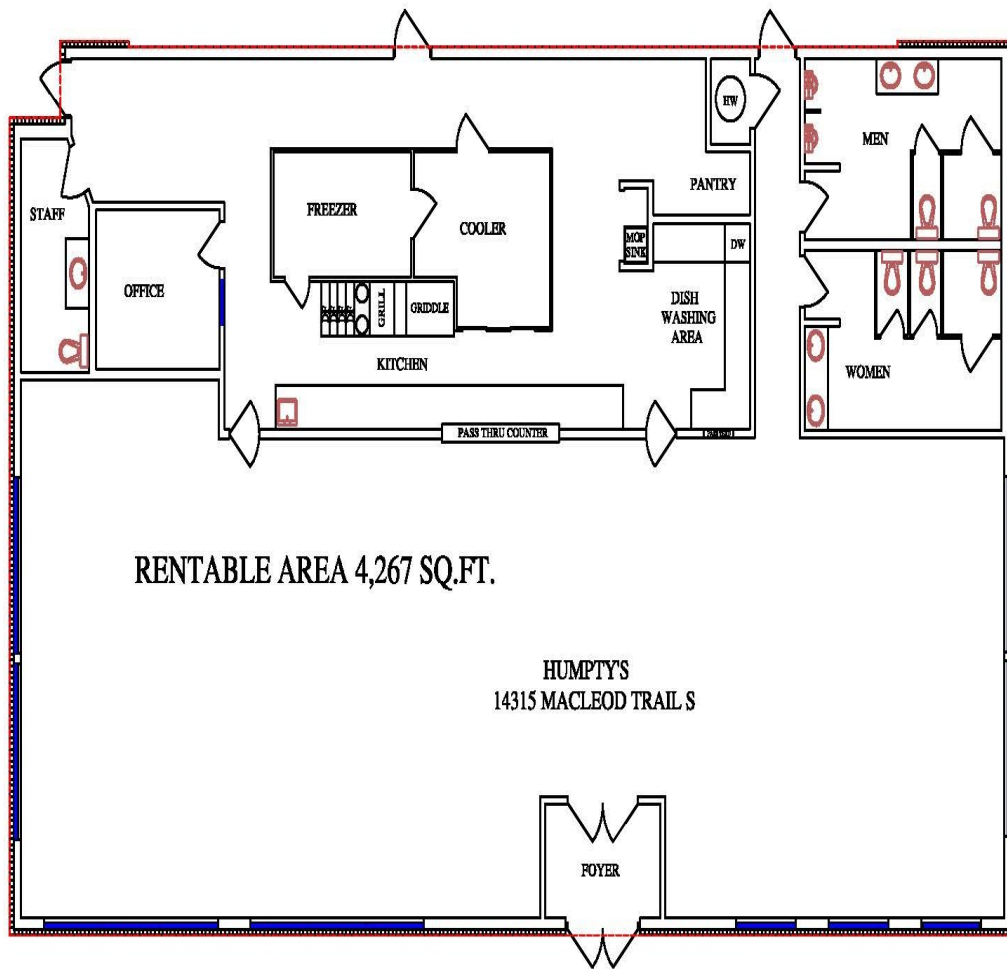 HW
MEN
PANTRY
STAFF
FREEZER
COOLER
MOP
SINK
DW
OFFICE
GRILL
GRIDDLE
DISH
WASHING
AREA
KITCHEN
WOMEN
PASS THRU COUNTER
RENTABLE AREA 4,267 SQ.FT.
HUMPTY'S
14315 MACLEOD TRAIL S
FOYER